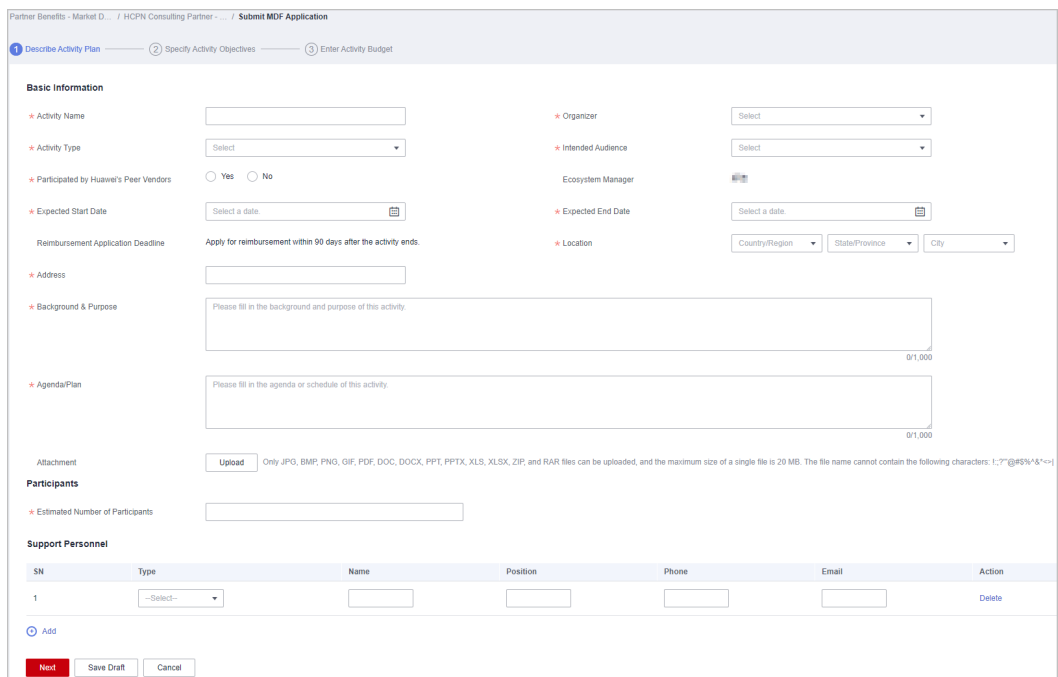 Partner Benefits - Market D... / HCPN Consulting Partner - ... / Submit MDF Application
1 Describe Activity Plan 2 Specify Activity Objectives 3 Enter Activity Budget
Basic Information
* Activity Name * Organizer Select
* Activity Type Select * Intended Audience Select
* Participated by Huawei's Peer Vendors Yes No Ecosystem Manager
* Expected Start Date Select a date. * Expected End Date Select a date.
Reimbursement Application Deadline Apply for reimbursement within 90 days after the activity ends. * Location Country/Region State/Province City
* Address
* Background & Purpose Please fill in the background and purpose of this activity.
0/1,000
* Agenda/Plan Please fill in the agenda or schedule of this activity.
0/1,000
Attachment Upload Only JPG, BMP, PNG, GIF, PDF, DOC, DOCX, PPT, PPTX, XLS, XLSX, ZIP, and RAR files can be uploaded, and the maximum size of a single file is 20 MB. The file name cannot contain the following characters: !:;?'"@#$%^&*<>|
Participants
* Estimated Number of Participants
Support Personnel
SN Type Name Position Phone Email Action
1 --Select-- Delete
Add
Next Save Draft Cancel